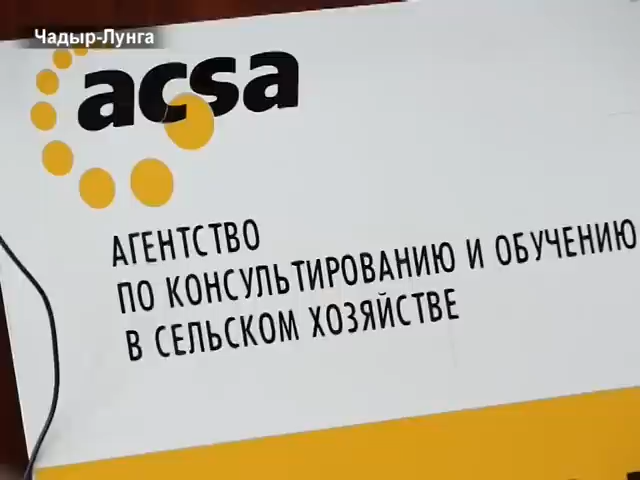 Чадыр-Лунга
acsa
АГЕНТСТВО
ПО КОНСУЛЬТИРОВАНИЮ И ОБУЧЕНИЮ
В СЕЛЬСКОМ ХОЗЯЙСТВЕ